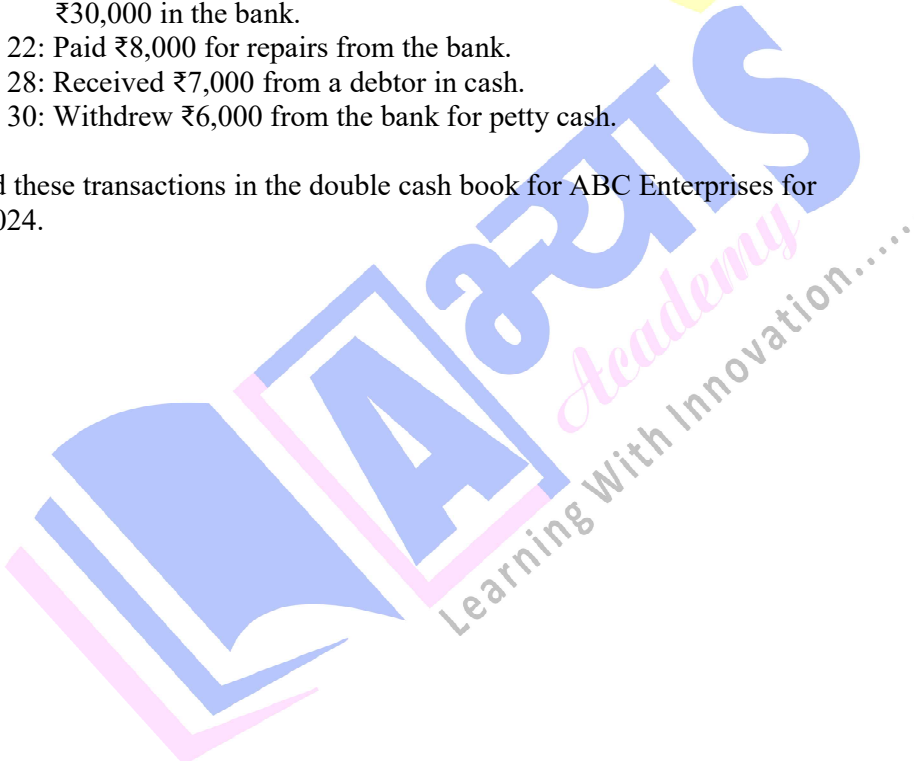 ₹30,000 in the bank.
22: Paid ₹8,000 for repairs from the bank.
28: Received ₹7,000 from a debtor in cash.
30: Withdrew ₹6,000 from the bank for petty cash.
d these transactions in the double cash book for ABC Enterprises for
024.
A
अभ्यास
Academy
Learning With Innovation.....